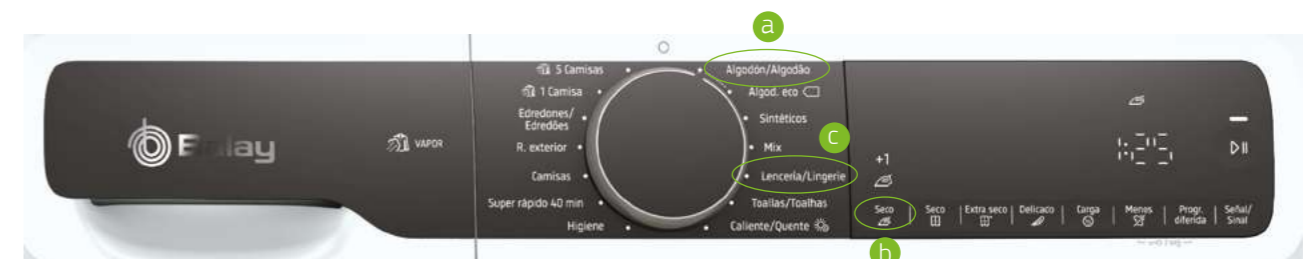 a
5 Camisas
Algodón/Algodão
1 Camisa
Algod. eco
Edredones/
Edredões
Sintéticos
c
R. exterior
Mix
Balay
VAPOR
Camisas
Lencería/Lingerie
+1
1:25
Super rápido 40 min
Toallas/Toalhas
Higiene
Caliente/Quente
Seco
Seco
Extra seco
Delicado
Carga
Menos
Progr.
diferida
Señal/
Sinal
b